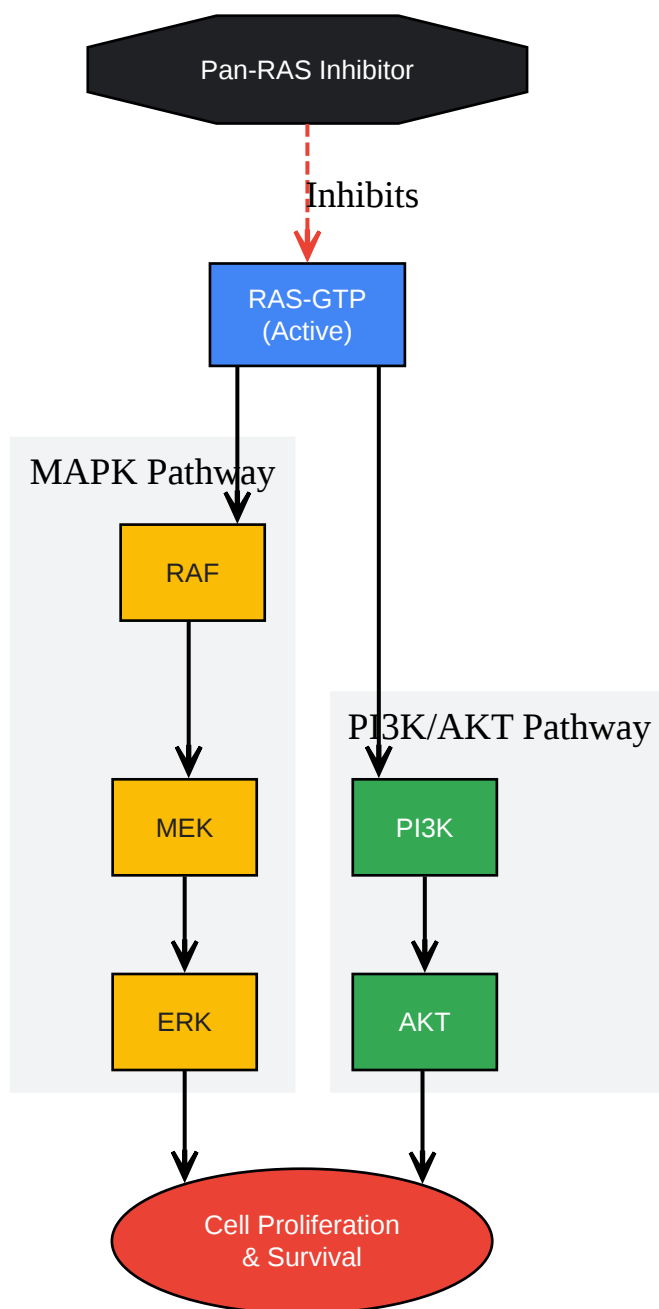 Pan-RAS Inhibitor
Inhibits
RAS-GTP
(Active)
MAPK Pathway
RAF
PI3K/AKT Pathway
MEK
PI3K
ERK
AKT
Cell Proliferation
& Survival